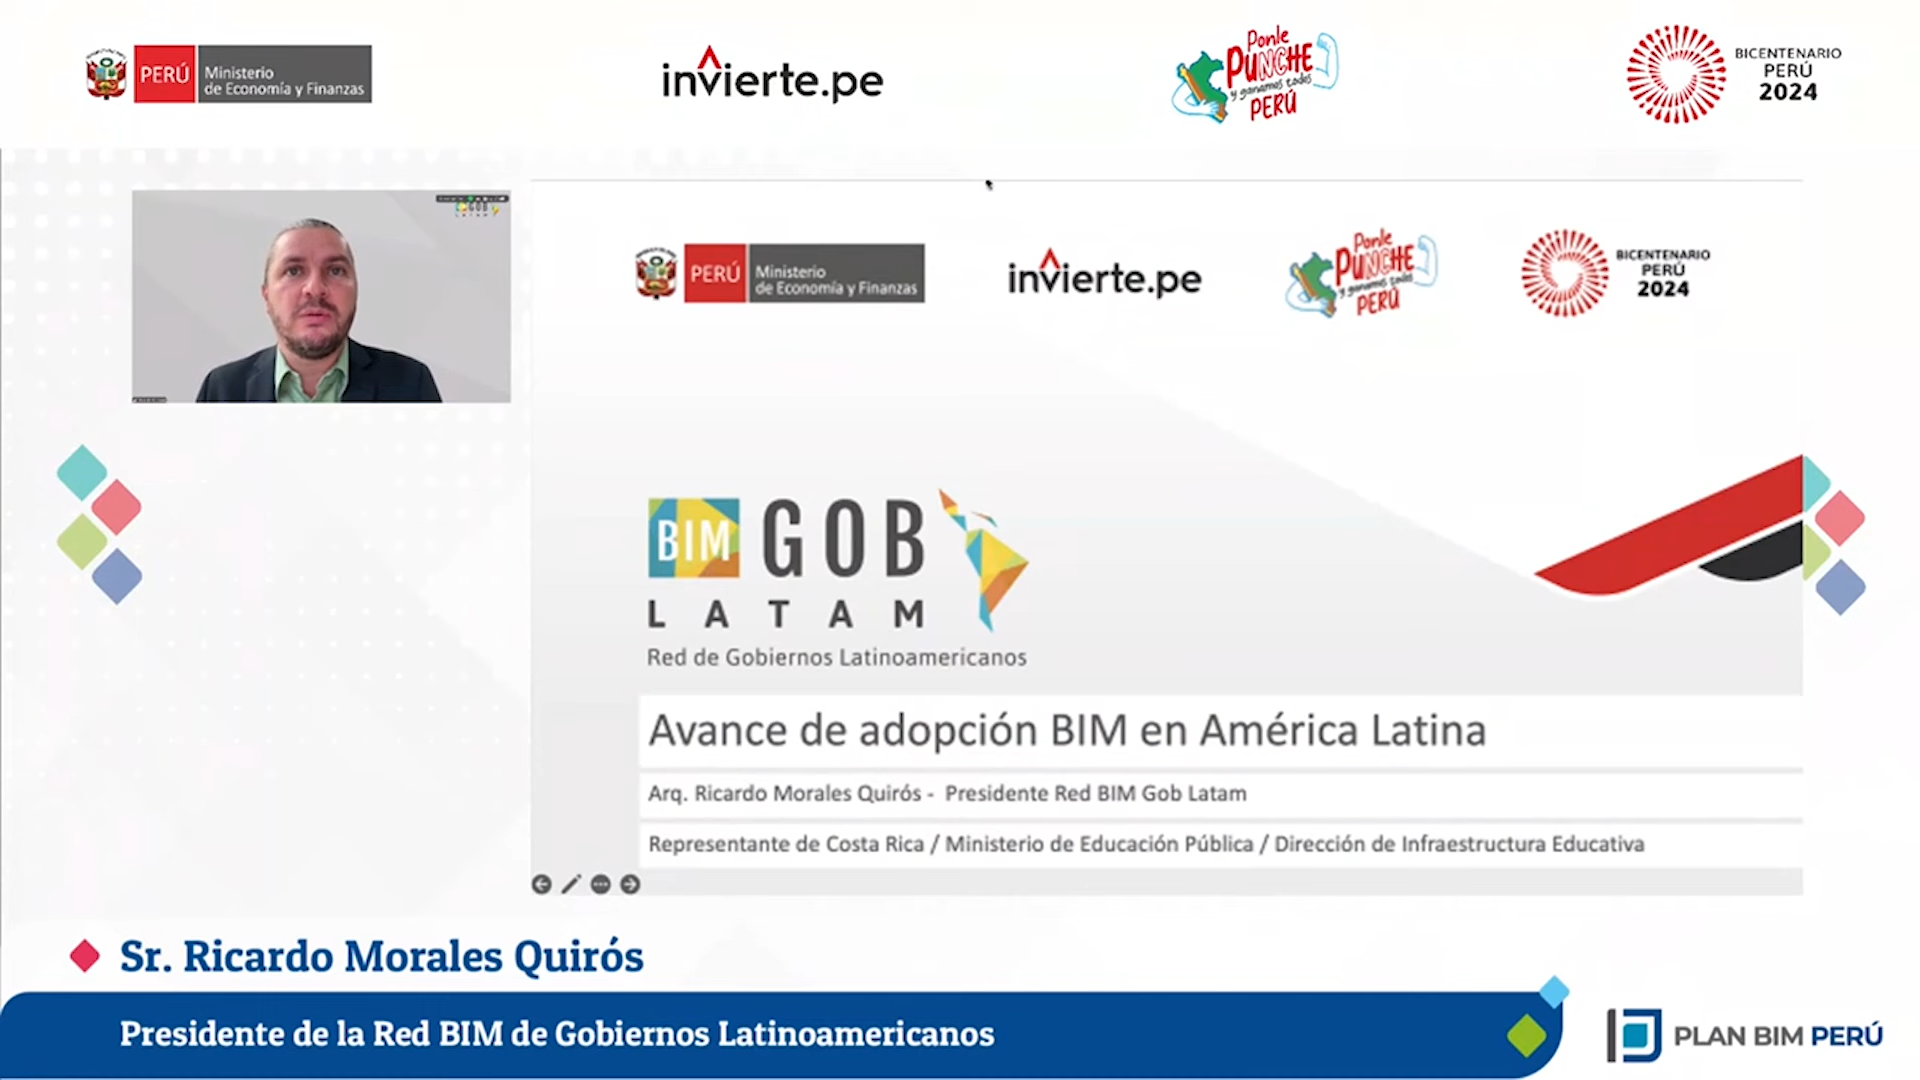 PERÚ
Ministerio
de Economía y Finanzas
invierte.pe
Ponle
PUNCHE
y ganamos todos
PERÚ
BICENTENARIO
PERÚ
2024
GOB
PERÚ
Ministerio
de Economía y Finanzas
invierte.pe
Ponle
PUNCHE
y ganamos todos
PERÚ
BICENTENARIO
PERÚ
2024
BIM GOB
LATAM
Red de Gobiernos Latinoamericanos
Avance de adopción BIM en América Latina
Arq. Ricardo Morales Quirós - Presidente Red BIM Gob Latam
Representante de Costa Rica / Ministerio de Educación Pública / Dirección de Infraestructura Educativa
Sr. Ricardo Morales Quirós
Presidente de la Red BIM de Gobiernos Latinoamericanos
PLAN BIM PERÚ